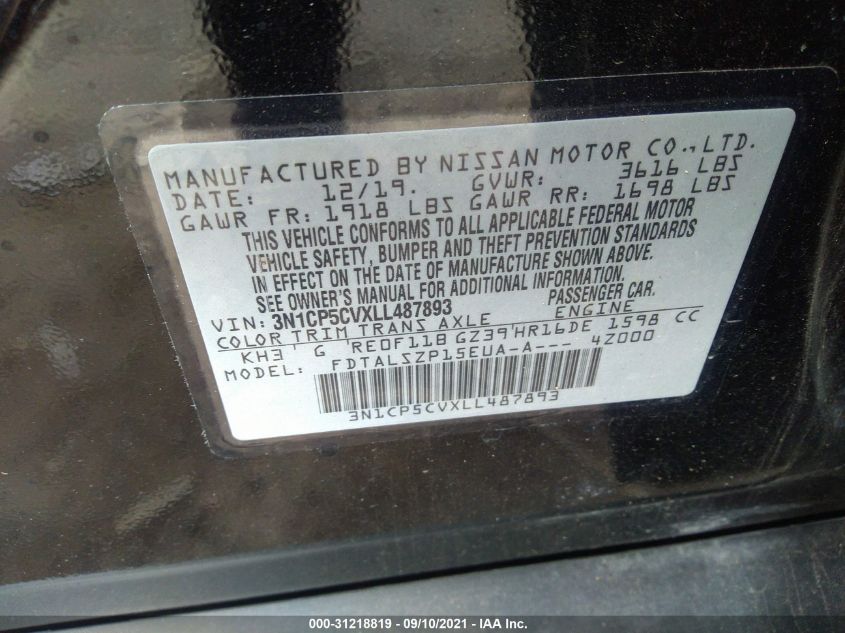 MANUFACTURED BY NISSAN MOTOR CO.,LTD.
DATE: 12/19. GVWR: 3616 LBS
GAWR FR: 1918 LBS GAWR RR: 1698 LBS
THIS VEHICLE CONFORMS TO ALL APPLICABLE FEDERAL MOTOR
VEHICLE SAFETY, BUMPER AND THEFT PREVENTION STANDARDS
IN EFFECT ON THE DATE OF MANUFACTURE SHOWN ABOVE.
SEE OWNER'S MANUAL FOR ADDITIONAL INFORMATION.
VIN: 3N1CP5CVXLL487893 PASSENGER CAR.
COLOR TRIM TRANS AXLE ENGINE
KH3 G 'RE0F11B GZ39'HR16DE 1598 CC
MODEL: FDTALSZP15EUA-A--- 4Z000
3N1CP5CVXLL487893
000-31218819 - 09/10/2021 - IAA Inc.